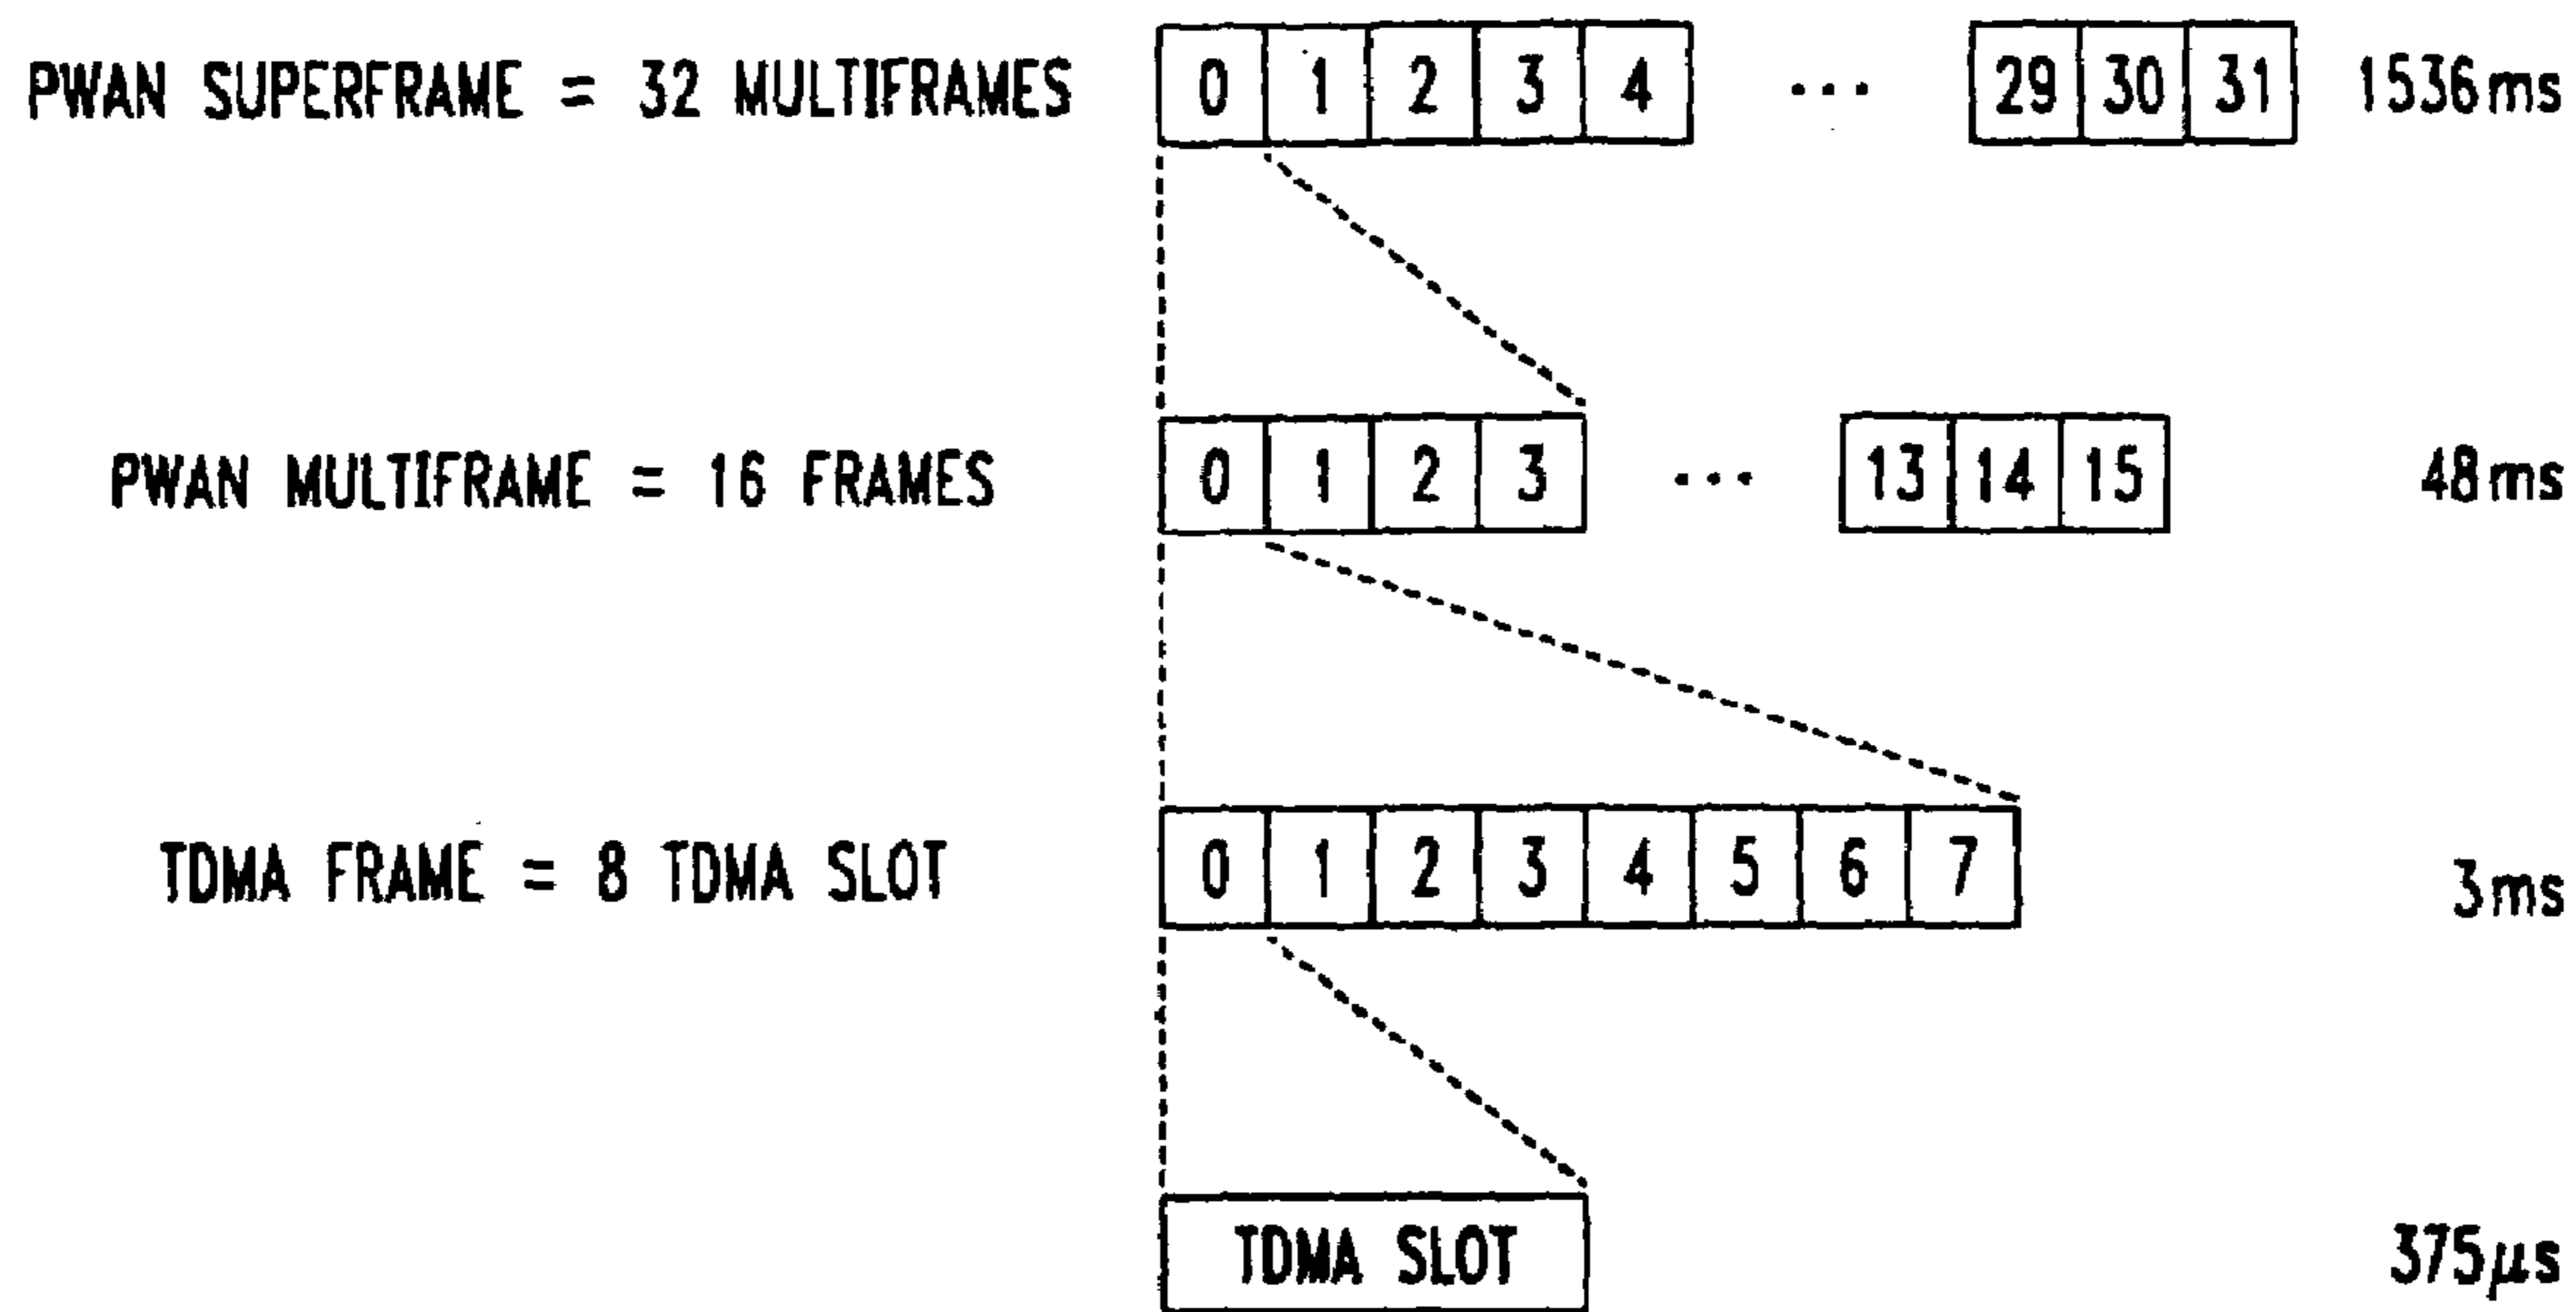 PWAN SUPERFRAME = 32 MULTIFRAMES 0 1 2 3 4 ... 29 30 31 1536ms
PWAN MULTIFRAME = 16 FRAMES 0 1 2 3 ... 13 14 15 48ms
TDMA FRAME = 8 TDMA SLOT 0 1 2 3 4 5 6 7 3ms
TDMA SLOT 375μs